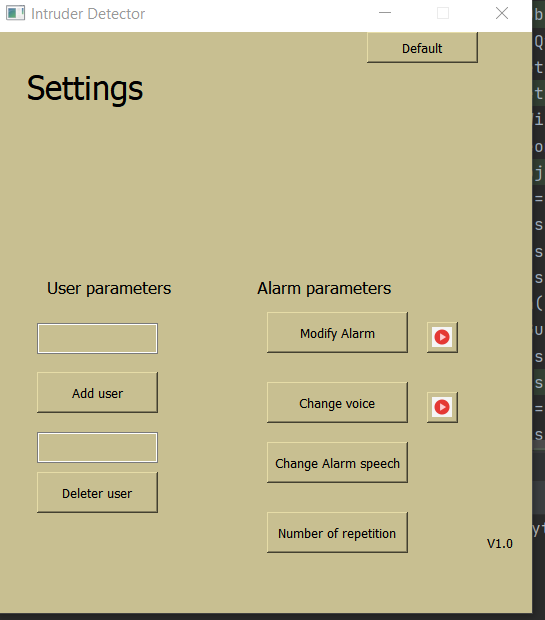 Intruder Detector
Default
Settings
User parameters
Alarm parameters
Modify Alarm
Add user
Change voice
Change Alarm speech
Deleter user
Number of repetition
V1.0